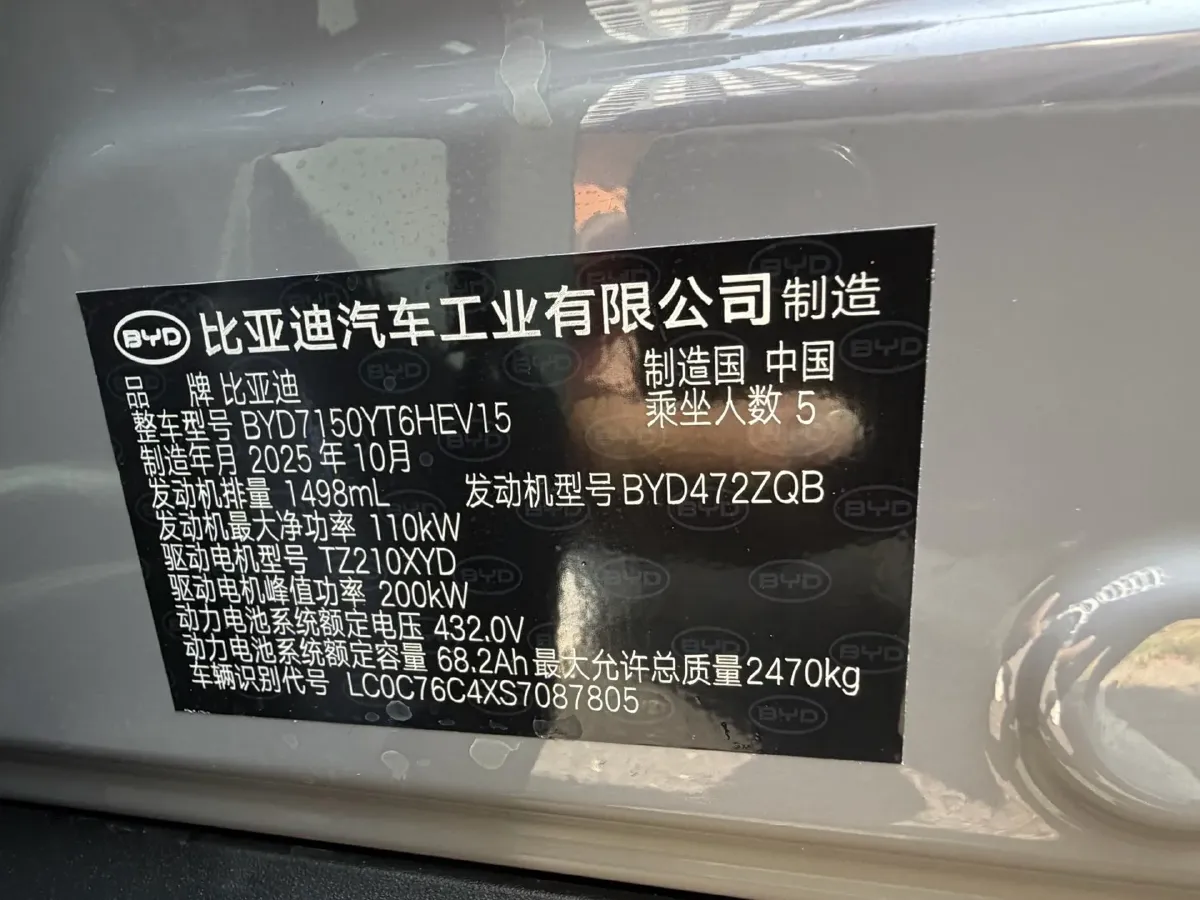 BYD 比亚迪汽车工业有限公司 制造
品 牌 比亚迪
制造国 中国
整车型号 BYD7150YT6HEV15
乘坐人数 5
制造年月 2025 年 10月
发动机排量 1498mL 发动机型号 BYD472ZQB
发动机最大净功率 110kW
驱动电机型号 TZ210XYD
驱动电机峰值功率 200kW
动力电池系统额定电压 432.0V
动力电池系统额定容量 68.2Ah 最大允许总质量2470kg
车辆识别代号 LC0C76C4XS7087805